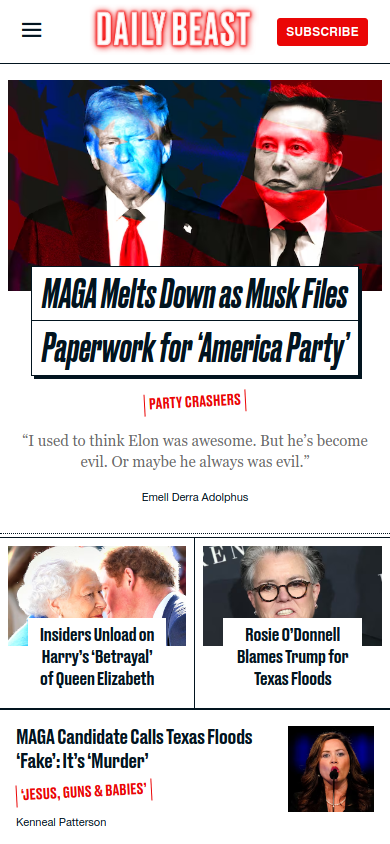 DAILY BEAST
SUBSCRIBE
MAGA Melts Down as Musk Files
Paperwork for ‘America Party’
PARTY CRASHERS
“I used to think Elon was awesome. But he’s become
evil. Or maybe he always was evil.”
Emell Derra Adolphus
EN
Insiders Unload on
Harry’s ‘Betrayal’
of Queen Elizabeth
Rosie O’Donnell
Blames Trump for
Texas Floods
MAGA Candidate Calls Texas Floods
‘Fake’: It’s ‘Murder’
‘JESUS, GUNS & BABIES’
Kenneal Patterson